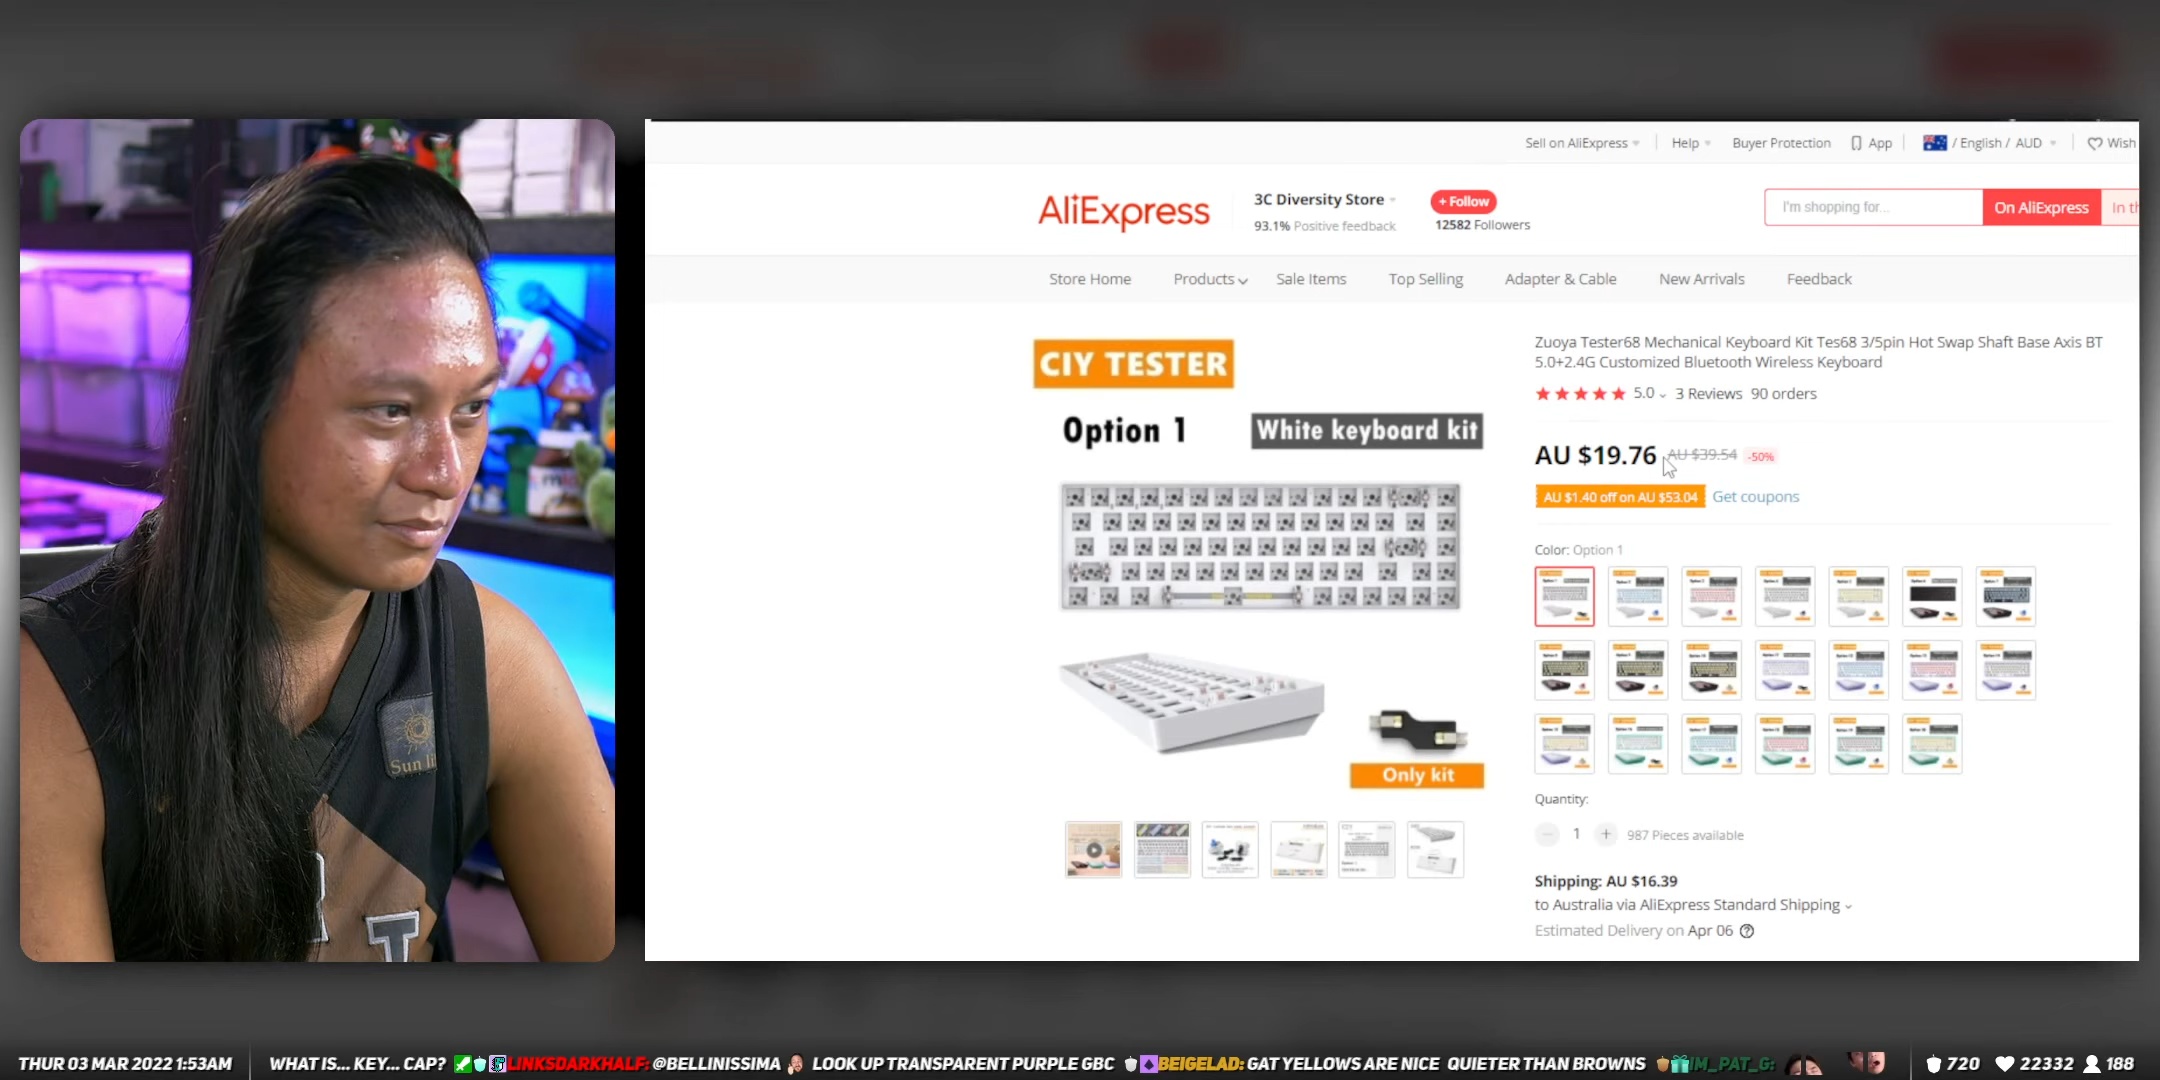 Sell on AliExpress
Help
Buyer Protection
App
/ English / AUD
Wish
AliExpress
3C Diversity Store
93.1% Positive feedback
+ Follow
12582 Followers
I'm shopping for...
On AliExpress
In th
Store Home
Products
Sale Items
Top Selling
Adapter & Cable
New Arrivals
Feedback
CIY TESTER
Option 1
White keyboard kit
Only kit
Zuoya Tester68 Mechanical Keyboard Kit Tes68 3/5pin Hot Swap Shaft Base Axis BT
5.0+2.4G Customized Bluetooth Wireless Keyboard
5.0
3 Reviews
90 orders
AU $19.76
AU $39.54
-50%
AU $1.40 off on AU $53.04
Get coupons
Color: Option 1
Quantity:
1
987 Pieces available
Shipping: AU $16.39
to Australia via AliExpress Standard Shipping
Estimated Delivery on Apr 06
Sun li
T
THUR 03 MAR 2022 1:53AM
WHAT IS... KEY... CAP? LINKSDARKHALF: @BELLINISSIMA LOOK UP TRANSPARENT PURPLE GBC BEIGELAD: GAT YELLOWS ARE NICE QUIETER THAN BROWNS IM_PAT_G:
720
22332
188